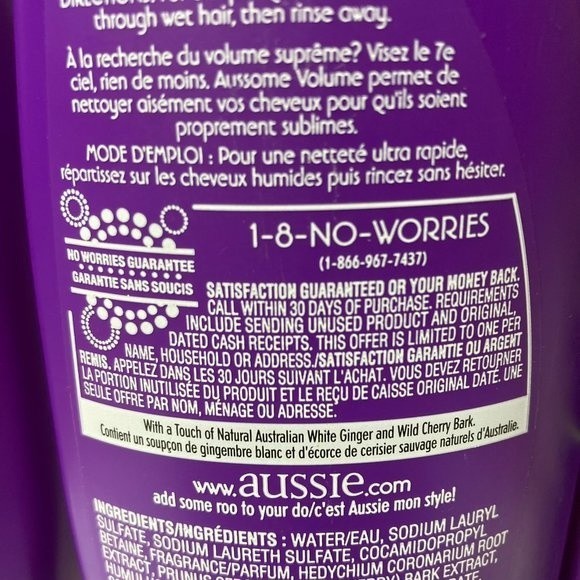 through wet hair, then rinse away.
À la recherche du volume suprême? Visez le 7e
ciel, rien de moins. Aussome Volume permet de
nettoyer aisément vos cheveux pour qu'ils soient
proprement sublimes.
MODE D'EMPLOI : Pour une netteté ultra rapide,
répartissez sur les cheveux humides puis rincez sans hésiter.
NO WORRIES GUARANTEE
GARANTIE SANS SOUCIS
1-8-NO-WORRIES
(1-866-967-7437)
SATISFACTION GUARANTEED OR YOUR MONEY BACK.
CALL WITHIN 30 DAYS OF PURCHASE. REQUIREMENTS
INCLUDE SENDING UNUSED PRODUCT AND ORIGINAL,
DATED CASH RECEIPTS. THIS OFFER IS LIMITED TO ONE PER
NAME, HOUSEHOLD OR ADDRESS./SATISFACTION GARANTIE OU ARGENT
REMIS. APPELEZ DANS LES 30 JOURS SUIVANT L'ACHAT. VOUS DEVEZ RETOURNER
LA PORTION INUTILISÉE DU PRODUIT ET LE REÇU DE CAISSE ORIGINAL DATÉ. UNE
SEULE OFFRE PAR NOM, MÉNAGE OU ADRESSE.
With a Touch of Natural Australian White Ginger and Wild Cherry Bark.
Contient un soupçon de gingembre blanc et d'écorce de cerisier sauvage naturels d'Australie.
www.aussie.com
add some roo to your do/c'est Aussie mon style!
INGREDIENTS/INGRÉDIENTS : WATER/EAU, SODIUM LAURYL
SULFATE, SODIUM LAURETH SULFATE, COCAMIDOPROPYL
BETAINE, FRAGRANCE/PARFUM, HEDYCHIUM CORONARIUM ROOT
EXTRACT, PRUNUS BARK EXTRACT,